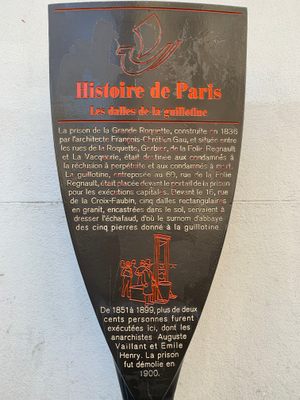 Histoire de Paris
Les dalles de la guillotine
La prison de la Grande Roquette, construite en 1836
par l'architecte François-Chrétien Gau, et située entre
les rues de la Roquette, Gerbier, de la Folie Regnault
et La Vacquerie, était destinée aux condamnés à
la réclusion à perpétuité et aux condamnés à mort.
La guillotine, entreposée au 60, rue de la Folie
Regnault, était placée devant le portail de la prison
pour les exécutions capitales. Devant le 16, rue
de la Croix-Faubin, cinq dalles rectangulaires
en granit, encastrées dans le sol, servaient à
dresser l'échafaud, d'où le surnom d'abbaye
des cinq pierres donné à la guillotine.
De 1851 à 1899, plus de deux
cents personnes furent
exécutées ici, dont les
anarchistes Auguste
Vaillant et Emile
Henry. La prison
fut démolie en
1900.